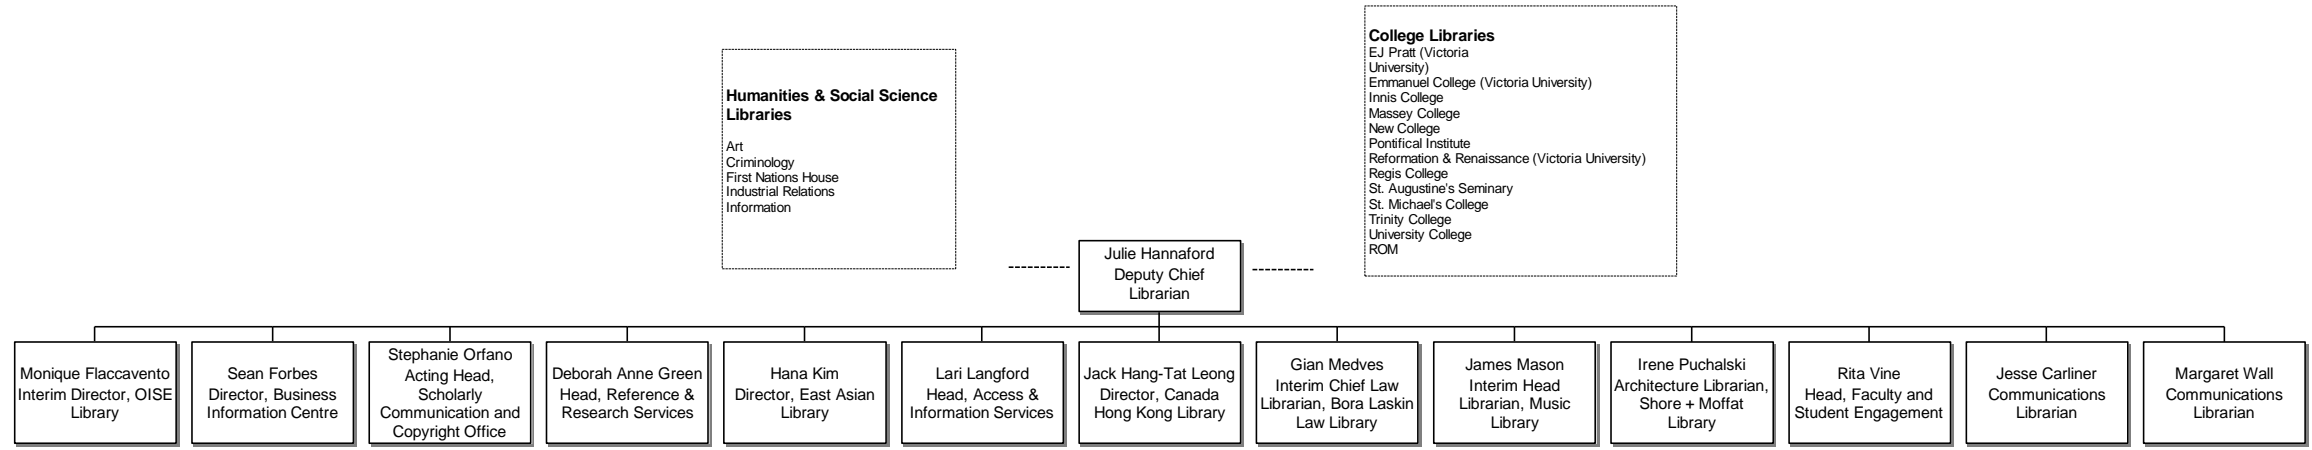 College Libraries
EJ Pratt (Victoria
University)
Emmanuel College (Victoria University)
Innis College
Massey College
New College
Pontifical Institute
Reformation & Renaissance (Victoria University)
Regis College
St. Augustine's Seminary
St. Michael's College
Trinity College
University College
ROM
Humanities & Social Science
Libraries
Art
Criminology
First Nations House
Industrial Relations
Information
Julie Hannaford
Deputy Chief
Librarian
Monique Flaccavento
Interim Director, OISE
Library
Sean Forbes
Director, Business
Information Centre
Stephanie Orfano
Acting Head,
Scholarly
Communication and
Copyright Office
Deborah Anne Green
Head, Reference &
Research Services
Hana Kim
Director, East Asian
Library
Lari Langford
Head, Access &
Information Services
Jack Hang-Tat Leong
Director, Canada
Hong Kong Library
Gian Medves
Interim Chief Law
Librarian, Bora Laskin
Law Library
James Mason
Interim Head
Librarian, Music
Library
Irene Puchalski
Architecture Librarian,
Shore + Moffat
Library
Rita Vine
Head, Faculty and
Student Engagement
Jesse Carliner
Communications
Librarian
Margaret Wall
Communications
Librarian